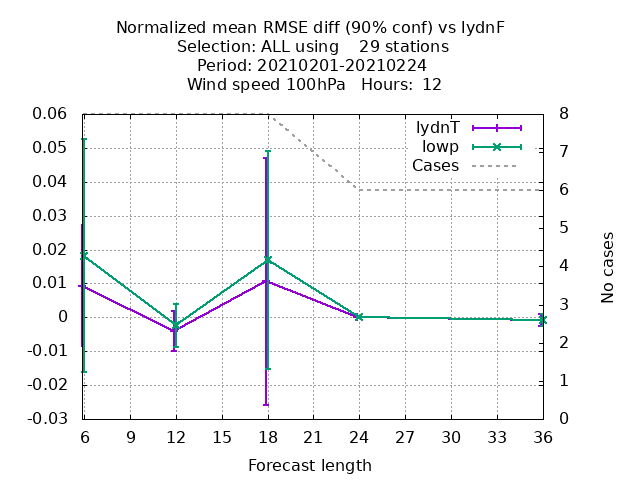 Normalized mean RMSE diff (90% conf) vs IydnF
Selection: ALL using 29 stations
Period: 20210201-20210224
Wind speed 100hPa Hours: 12
IydnT
Iowp
Cases
0.06
0.05
0.04
0.03
0.02
0.01
0
-0.01
-0.02
-0.03
8
7
6
5
4
3
2
1
0
No cases
6 9 12 15 18 21 24 27 30 33 36
Forecast length